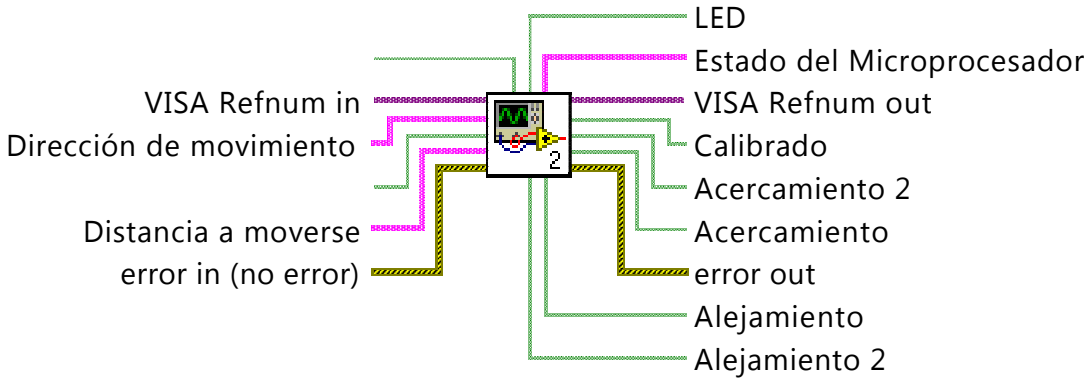 LED
Estado del Microprocesador
VISA Refnum in
VISA Refnum out
Dirección de movimiento
Calibrado
2
Acercamiento 2
Distancia a moverse
Acercamiento
error in (no error)
error out
Alejamiento
Alejamiento 2